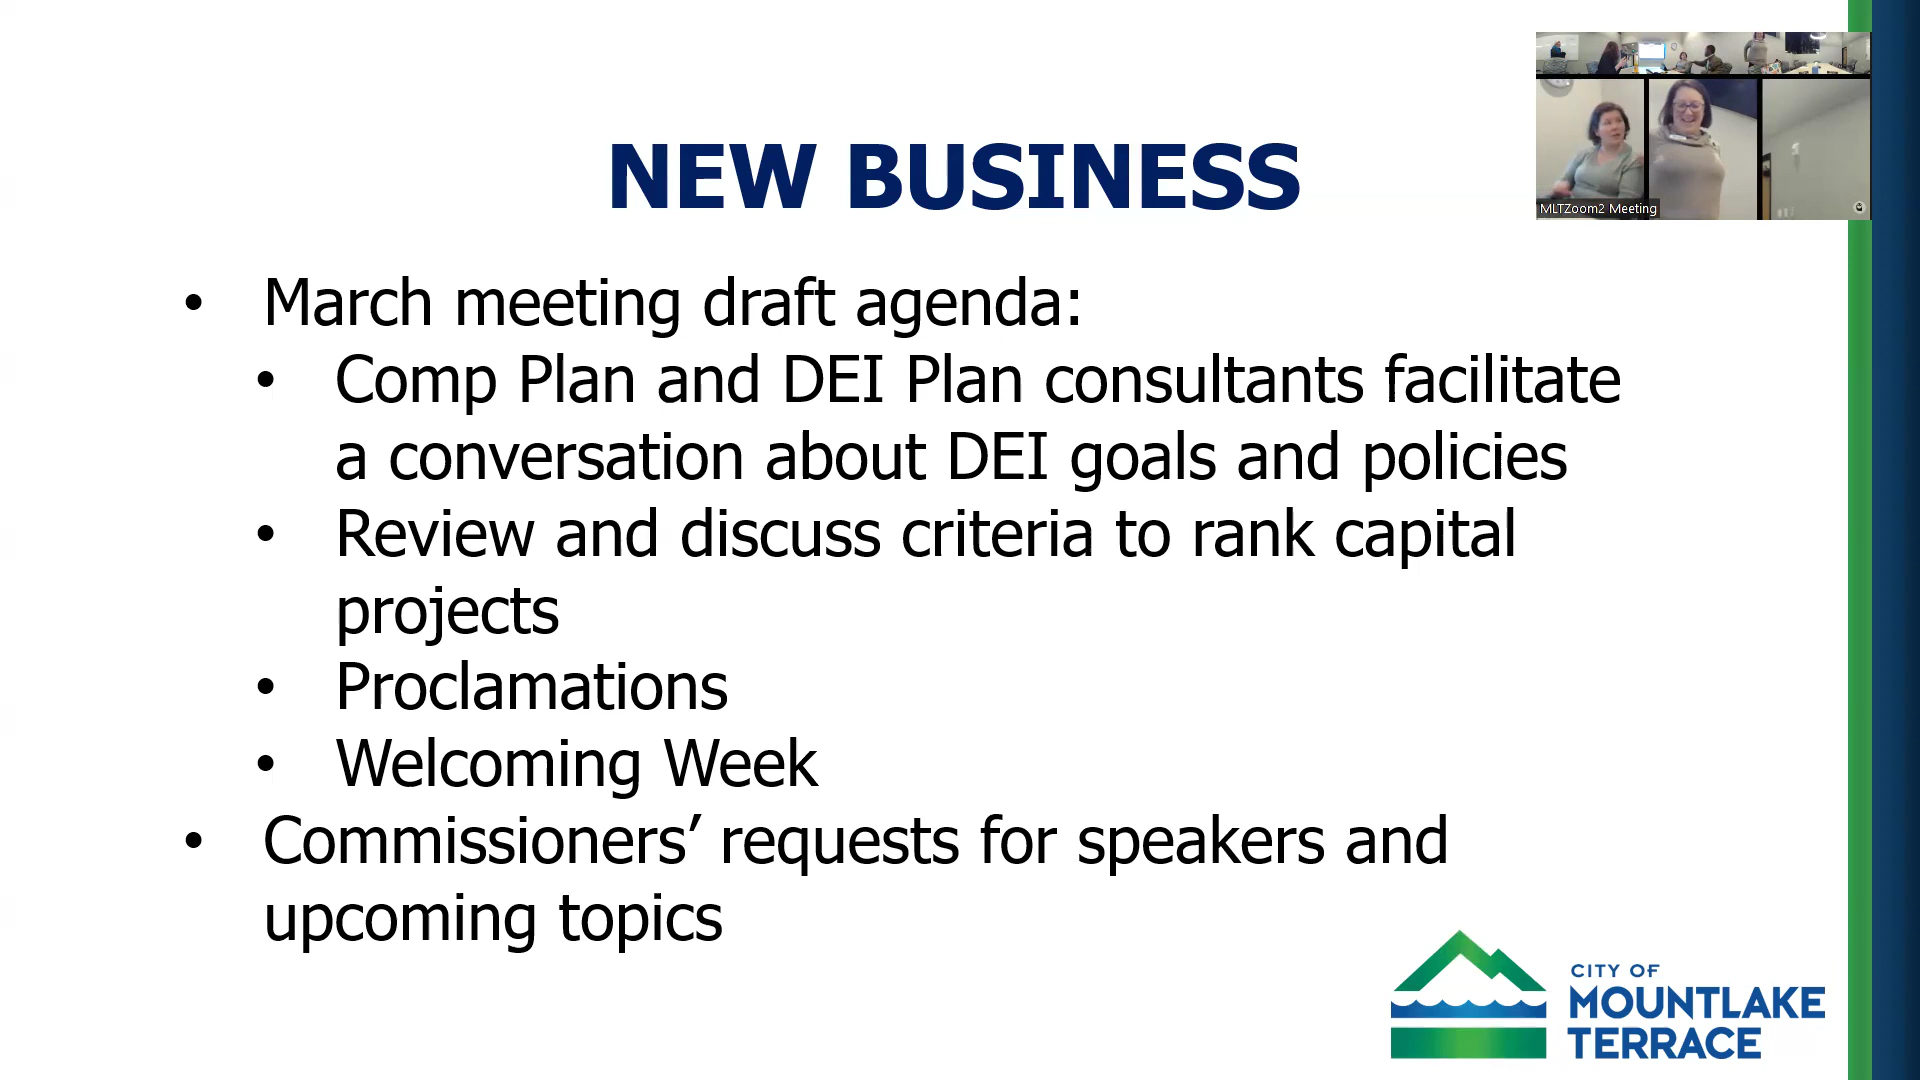 NEW BUSINESS
MLTZoom2 Meeting
• March meeting draft agenda:
• Comp Plan and DEI Plan consultants facilitate
a conversation about DEI goals and policies
• Review and discuss criteria to rank capital
projects
• Proclamations
• Welcoming Week
• Commissioners’ requests for speakers and
upcoming topics
CITY OF
MOUNTLAKE
TERRACE